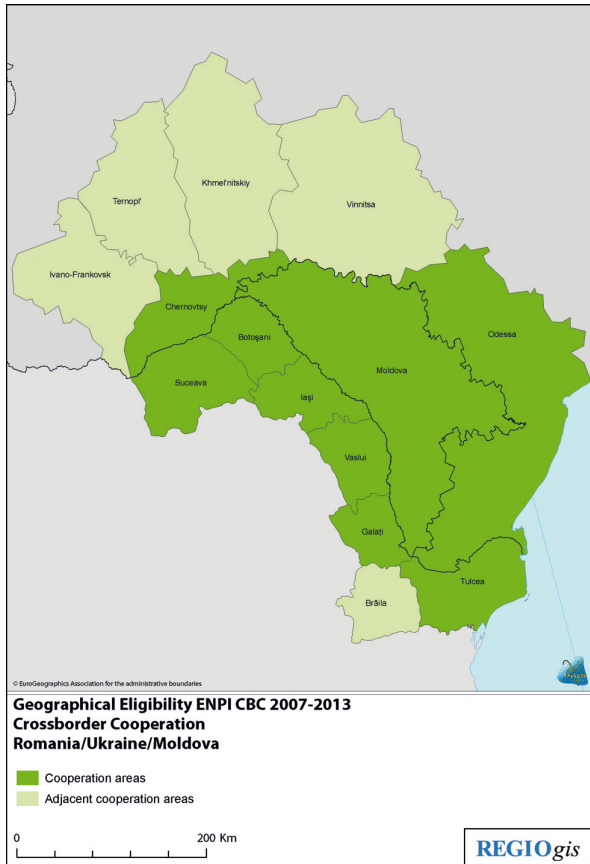 Khmel'nitskiy
Ternopl'
Vinnitsa
Ivano-Frankovsk
Chernovtsy
Odessa
Botoşani
Moldova
Suceava
Iaşi
Vaslui
Galaţi
Tulcea
Brăila
© EuroGeographics Association for the administrative boundaries
Geographical Eligibility ENPI CBC 2007-2013
Crossborder Cooperation
Romania/Ukraine/Moldova
Cooperation areas
Adjacent cooperation areas
0 200 Km
REGIOgis